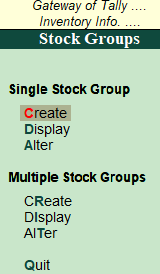 Gateway of Tally ....
Inventory Info. ....
Stock Groups
Single Stock Group
Create
Display
Alter
Multiple Stock Groups
CReate
DIsplay
AlTer
Quit